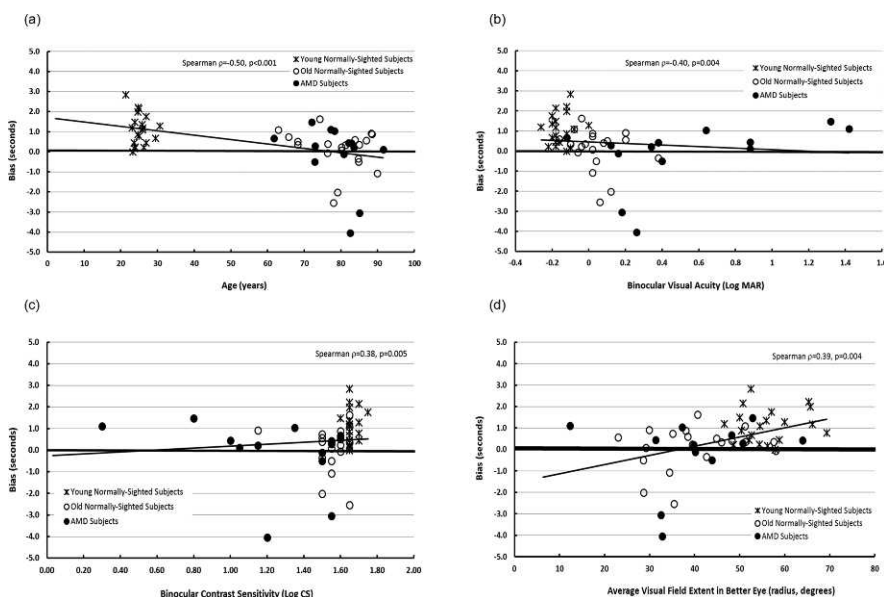 (a)
Spearman ρ=-0.50, p<0.001
Young Normally-Sighted Subjects
Old Normally-Sighted Subjects
AMD Subjects
Bias (seconds)
5.0
4.0
3.0
2.0
1.0
0.0
-1.0
-2.0
-3.0
-4.0
-5.0
0 10 20 30 40 50 60 70 80 90 100
Age (years)
(b)
Spearman ρ=-0.40, p=0.004
Young Normally-Sighted Subjects
Old Normally-Sighted Subjects
AMD Subjects
Bias (seconds)
5.0
4.0
3.0
2.0
1.0
0.0
-1.0
-2.0
-3.0
-4.0
-5.0
-0.4 -0.2 0 0.2 0.4 0.6 0.8 1 1.2 1.4 1.6
Binocular Visual Acuity (Log MAR)
(c)
Spearman ρ=0.38, p=0.005
Bias (seconds)
5.0
4.0
3.0
2.0
1.0
0.0
-1.0
-2.0
-3.0
-4.0
-5.0
Young Normally-Sighted Subjects
Old Normally-Sighted Subjects
AMD Subjects
0.00 0.20 0.40 0.60 0.80 1.00 1.20 1.40 1.60 1.80 2.00
Binocular Contrast Sensitivity (Log CS)
(d)
Spearman ρ=0.39, p=0.004
Bias (seconds)
5.0
4.0
3.0
2.0
1.0
0.0
-1.0
-2.0
-3.0
-4.0
-5.0
Young Normally-Sighted Subjects
Old Normally-Sighted Subjects
AMD Subjects
0 10 20 30 40 50 60 70 80
Average Visual Field Extent in Better Eye (radius, degrees)